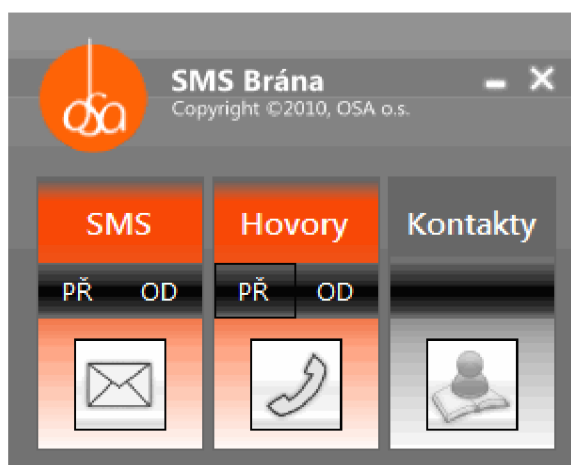 osa
SMS Brána
Copyright ©2010, OSA o.s.
SMS Hovory Kontakty
PŘ OD PŘ OD